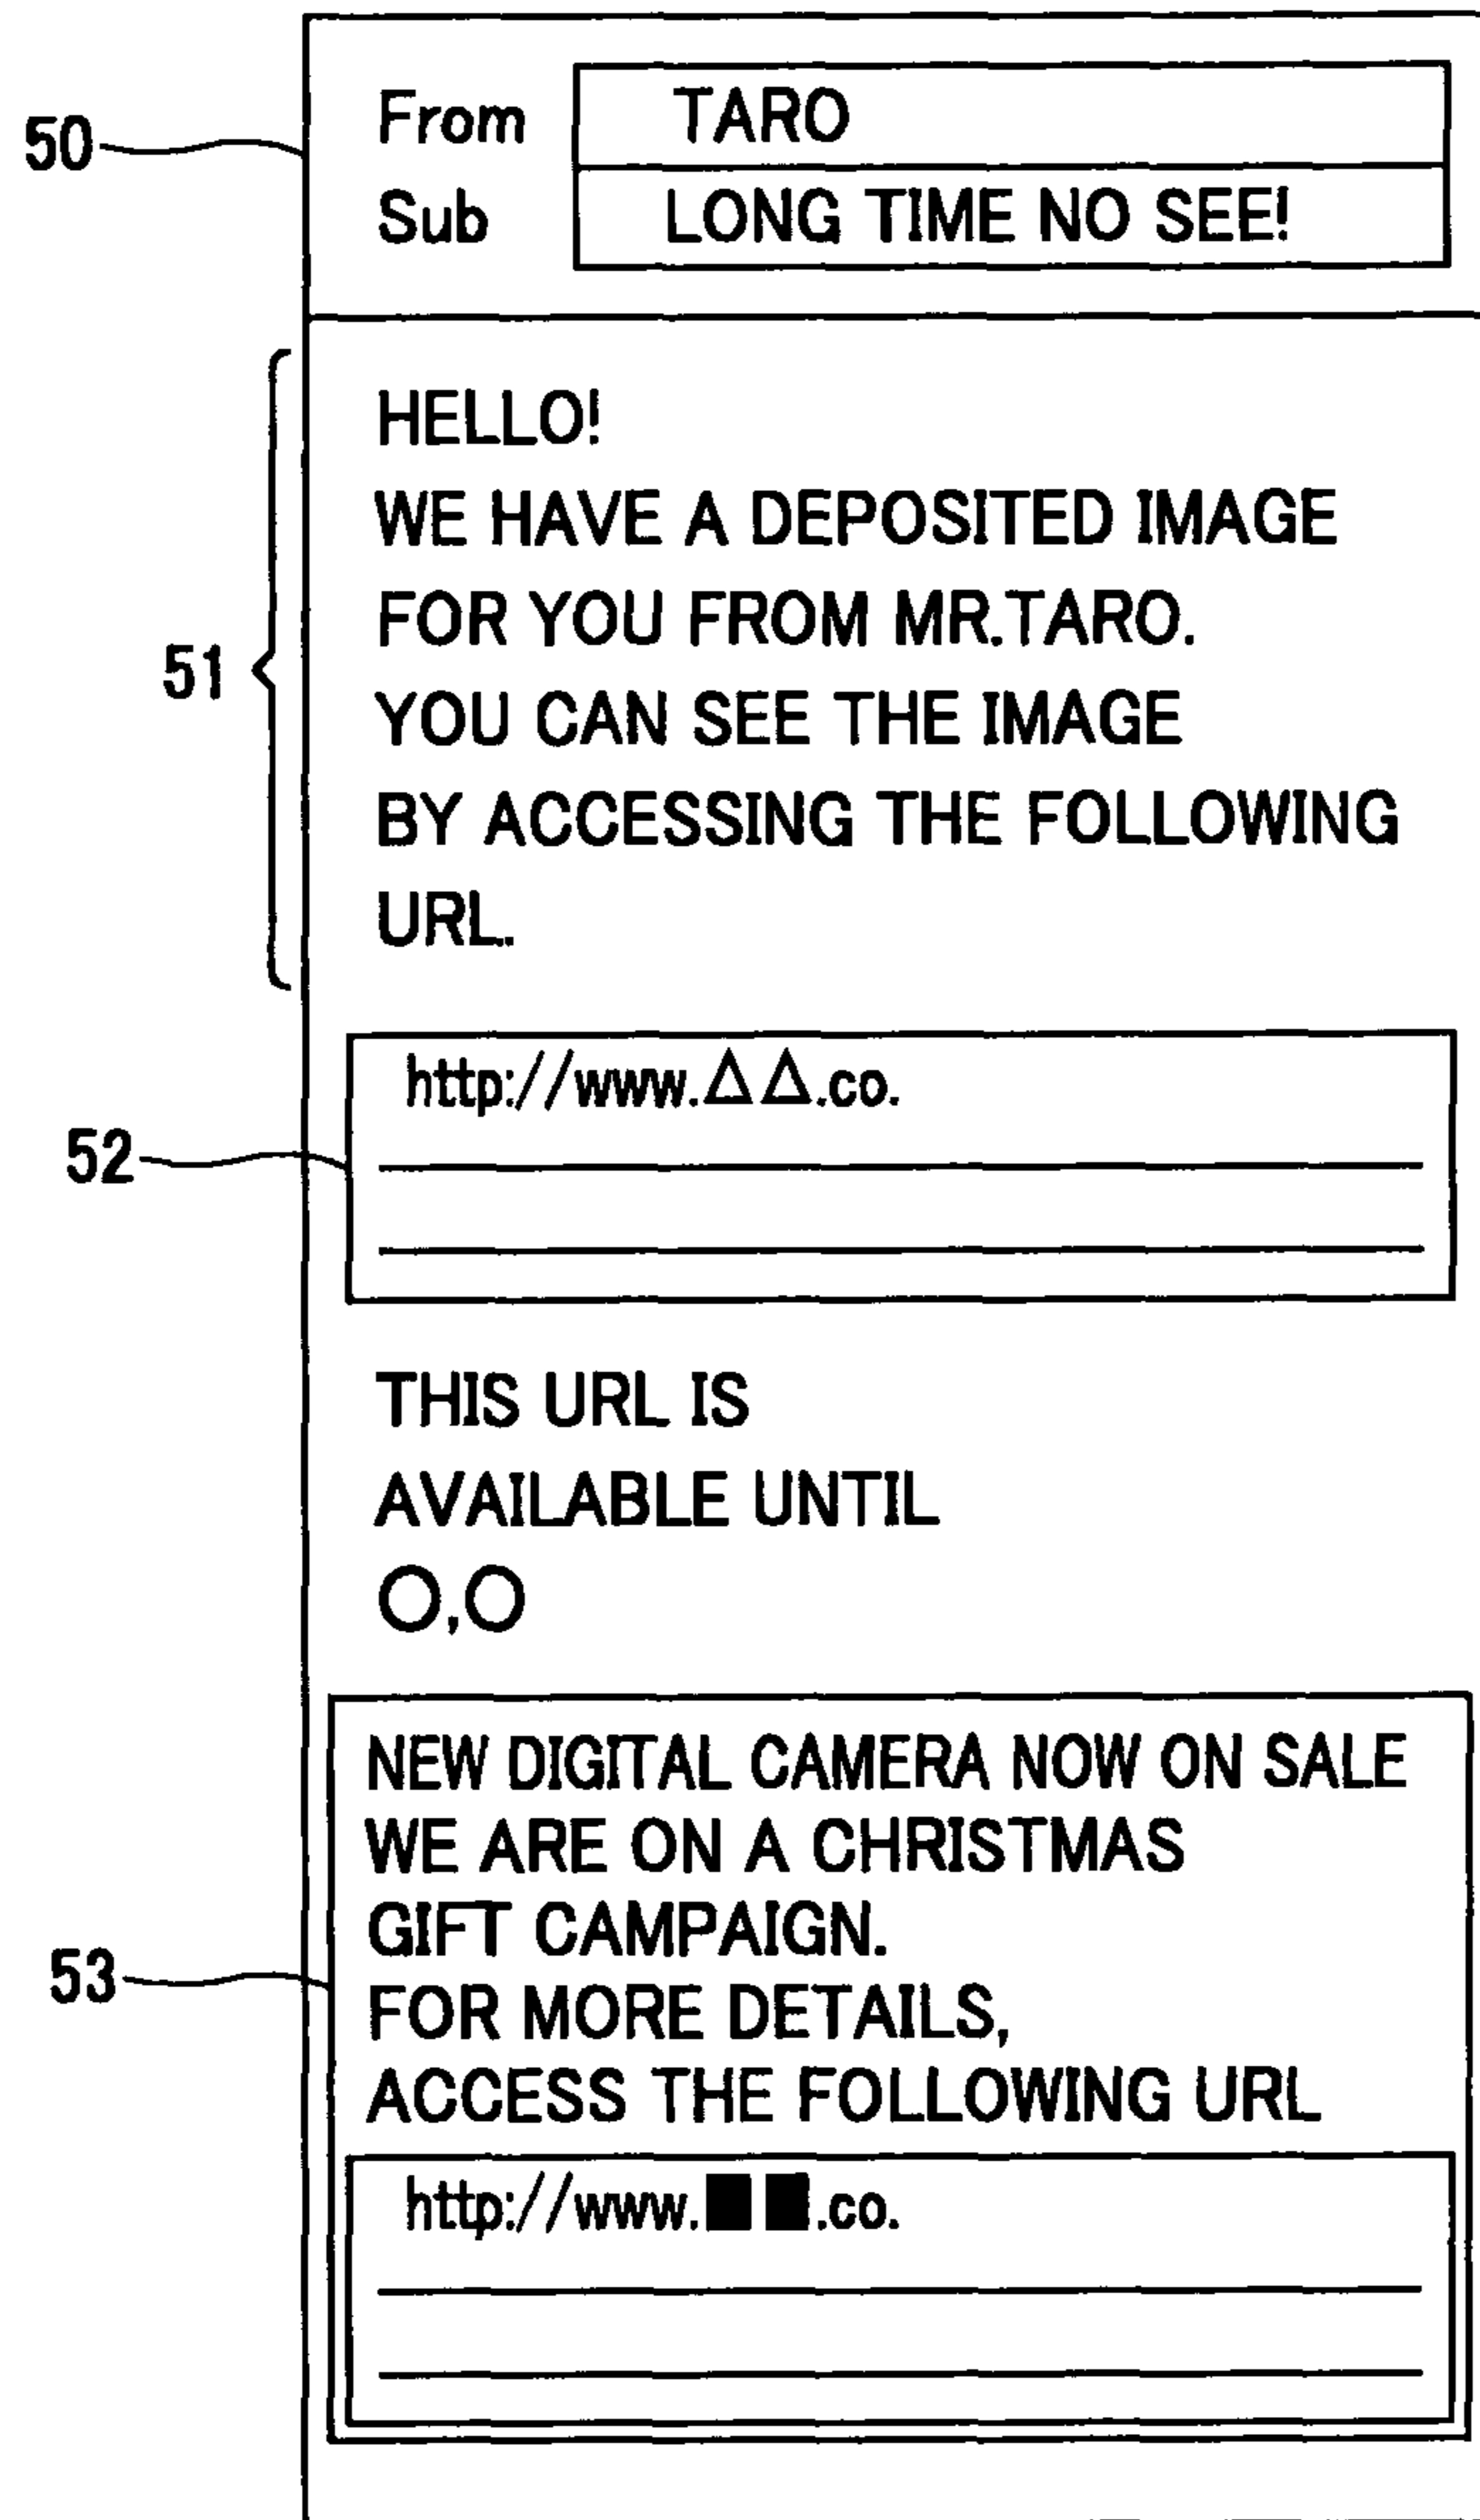 50
From TARO
Sub LONG TIME NO SEE!
HELLO!
WE HAVE A DEPOSITED IMAGE
FOR YOU FROM MR.TARO.
51
YOU CAN SEE THE IMAGE
BY ACCESSING THE FOLLOWING
URL.
http://www.△△.co.
52
THIS URL IS
AVAILABLE UNTIL
○,○
NEW DIGITAL CAMERA NOW ON SALE
WE ARE ON A CHRISTMAS
GIFT CAMPAIGN.
53
FOR MORE DETAILS,
ACCESS THE FOLLOWING URL
http://www.■■.co.